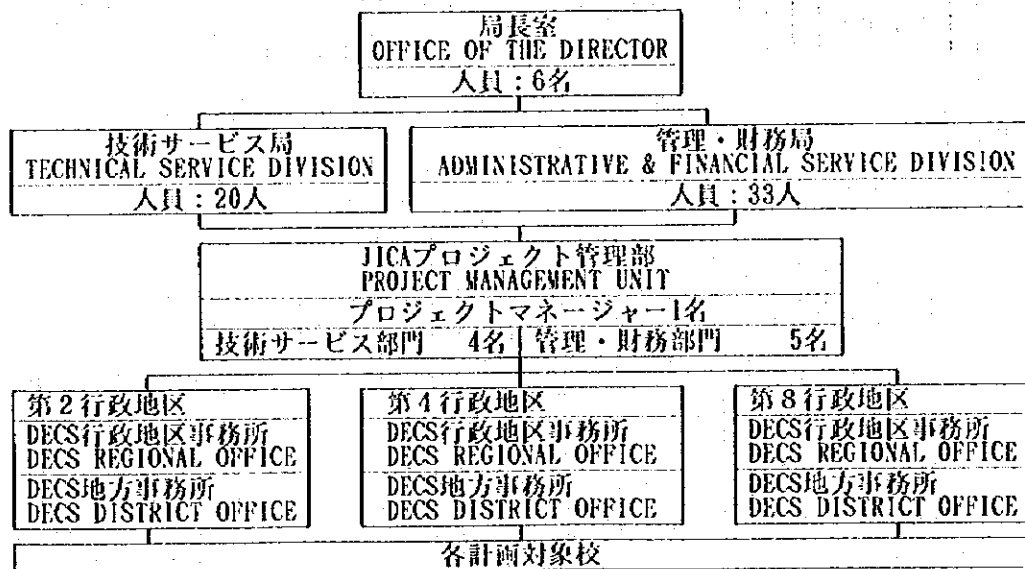 局長室
OFFICE OF THE DIRECTOR
人員：6名
技術サービス局
TECHNICAL SERVICE DIVISION
人員：20人
管理・財務局
ADMINISTRATIVE & FINANCIAL SERVICE DIVISION
人員：33人
JICAプロジェクト管理部
PROJECT MANAGEMENT UNIT
プロジェクトマネージャー1名
技術サービス部門 4名 管理・財務部門 5名
第2行政地区
DECS行政地区事務所
DECS REGIONAL OFFICE
DECS地方事務所
DECS DISTRICT OFFICE
第4行政地区
DECS行政地区事務所
DECS REGIONAL OFFICE
DECS地方事務所
DECS DISTRICT OFFICE
第8行政地区
DECS行政地区事務所
DECS REGIONAL OFFICE
DECS地方事務所
DECS DISTRICT OFFICE
各計画対象校